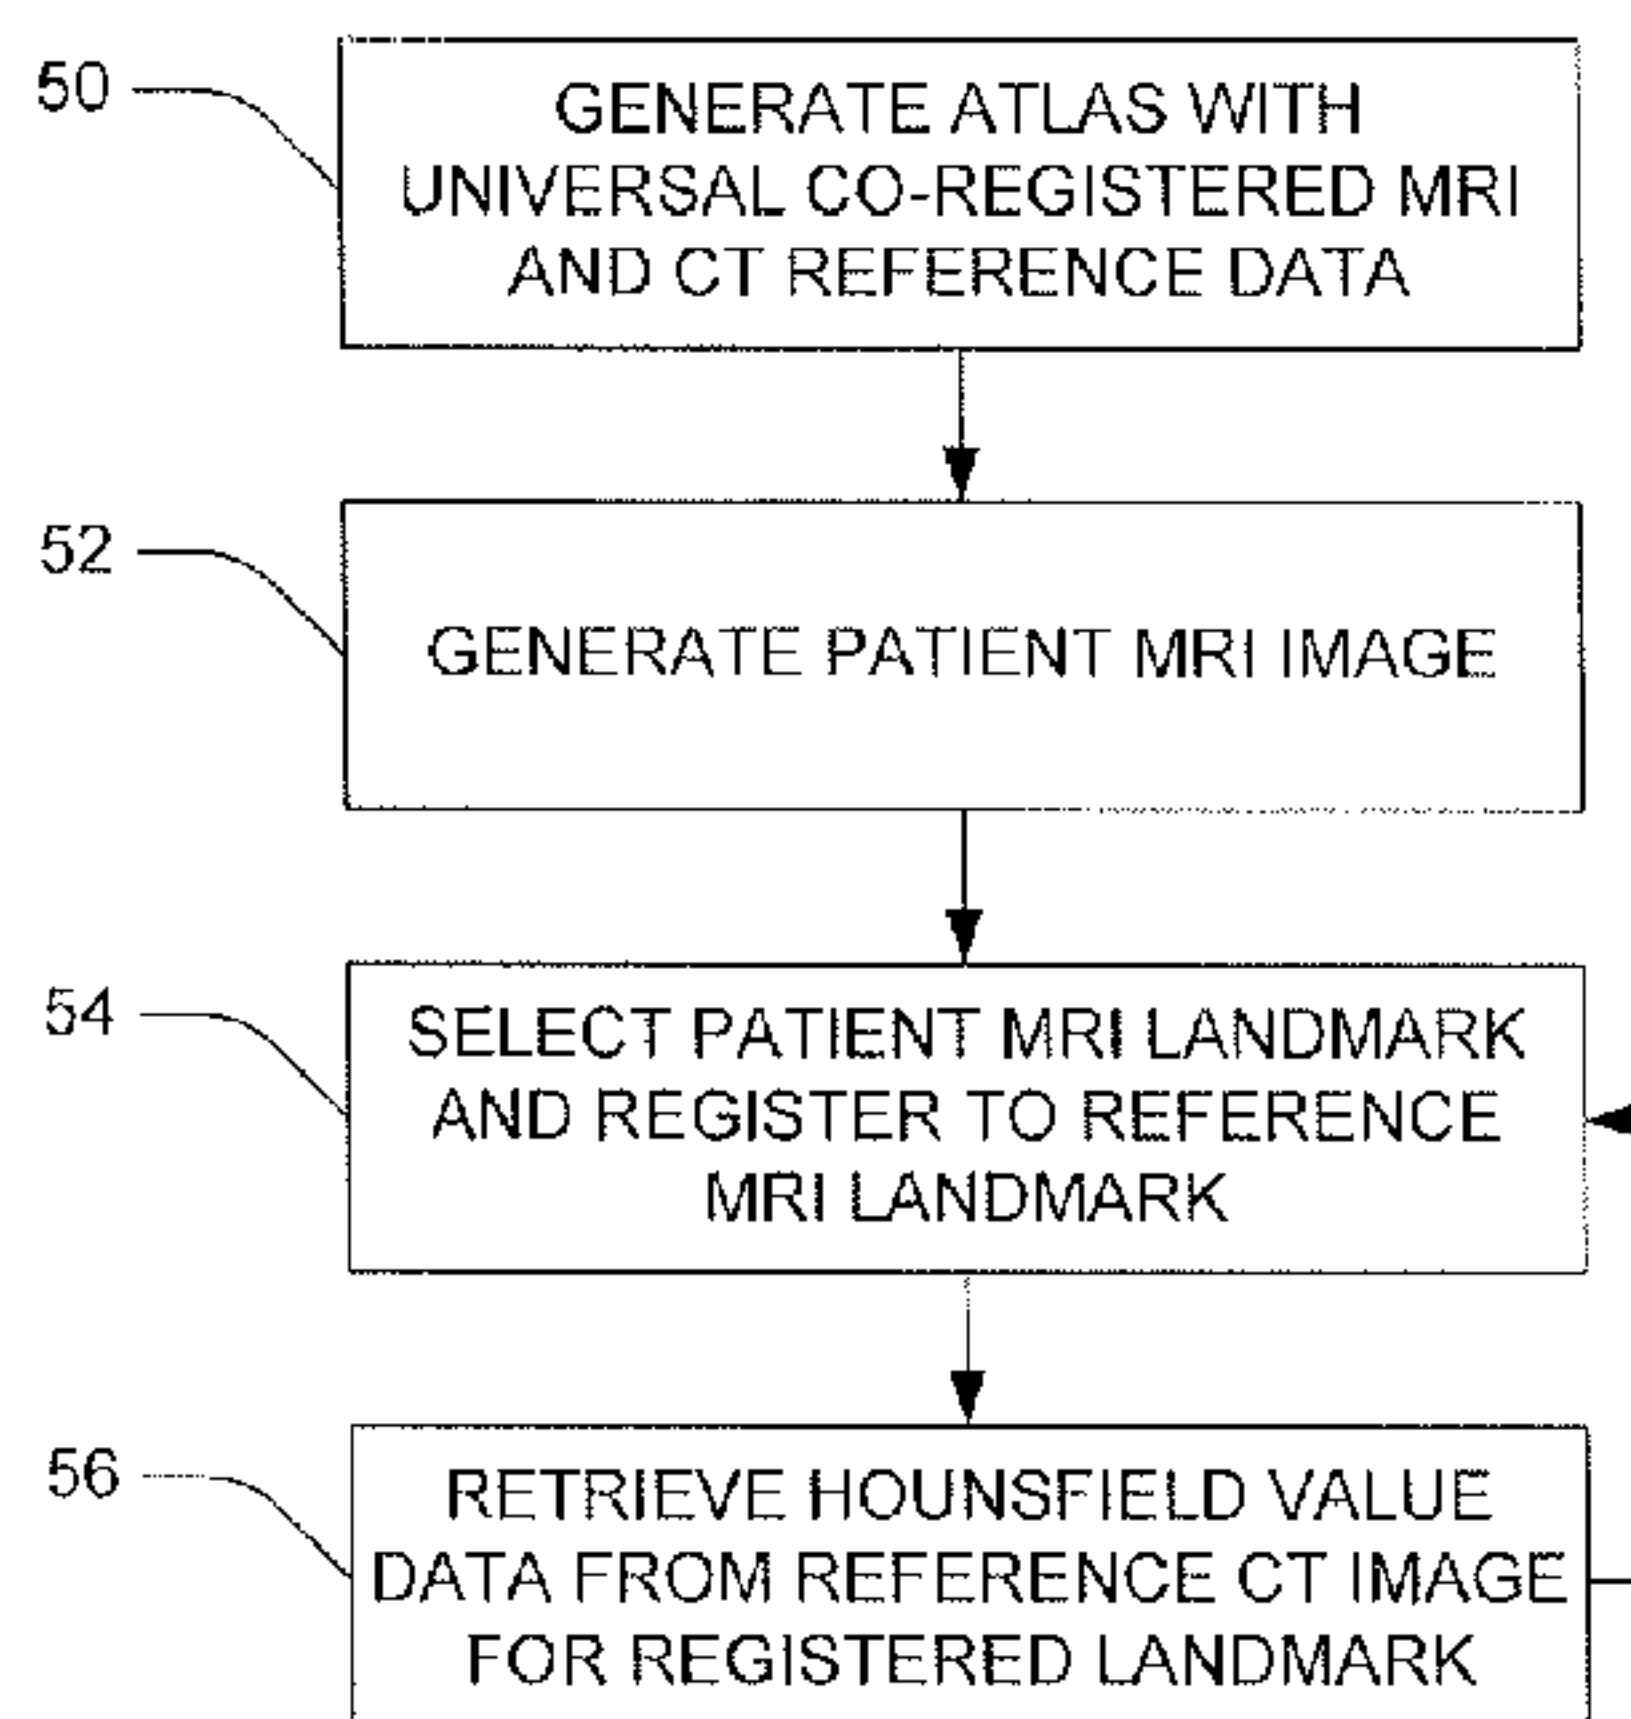 50
GENERATE ATLAS WITH
UNIVERSAL CO-REGISTERED MRI
AND CT REFERENCE DATA
52
GENERATE PATIENT MRI IMAGE
54
SELECT PATIENT MRI LANDMARK
AND REGISTER TO REFERENCE
MRI LANDMARK
56
RETRIEVE HOUNSFIELD VALUE
DATA FROM REFERENCE CT IMAGE
FOR REGISTERED LANDMARK